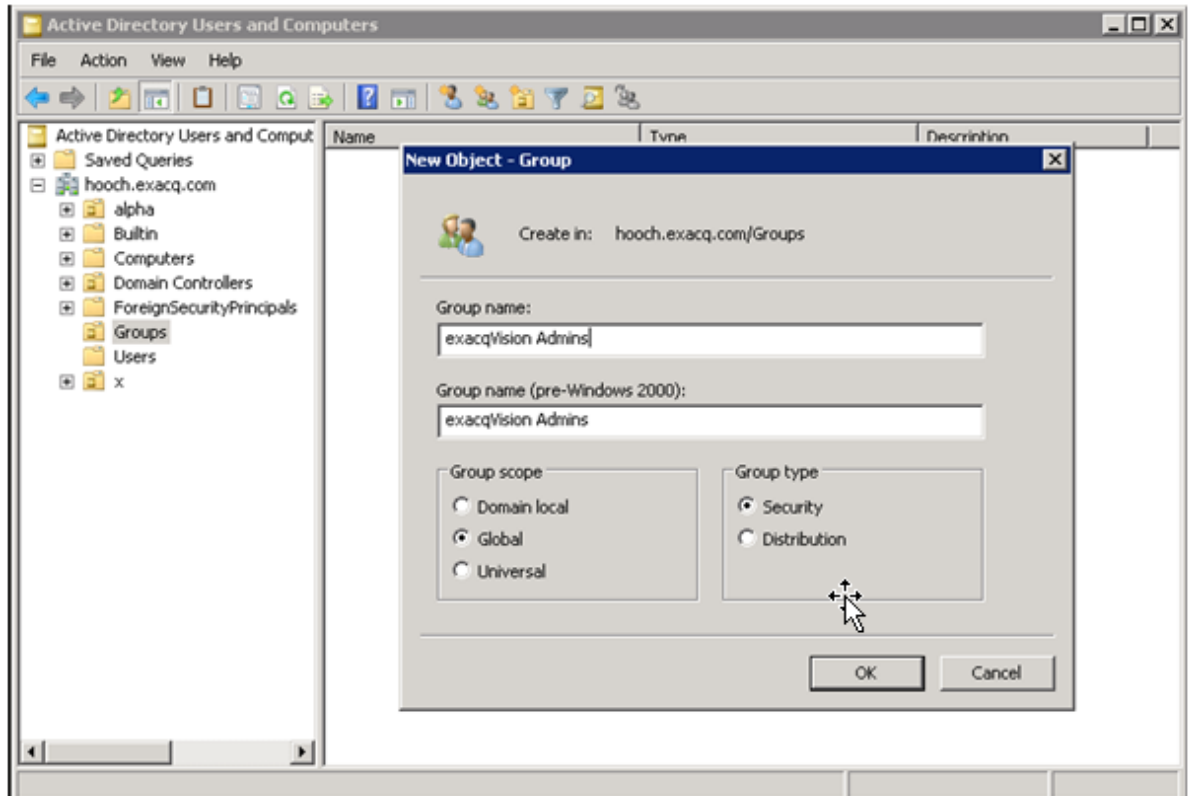 Active Directory Users and Computers
File Action View Help
Active Directory Users and Comput
Saved Queries
hooch.exacq.com
alpha
Builtin
Computers
Domain Controllers
ForeignSecurityPrincipals
Groups
Users
x
Name Type Description
New Object - Group
Create in: hooch.exacq.com/Groups
Group name:
exacqVision Admins
Group name (pre-Windows 2000):
exacqVision Admins
Group scope
Domain local
Global
Universal
Group type
Security
Distribution
OK Cancel